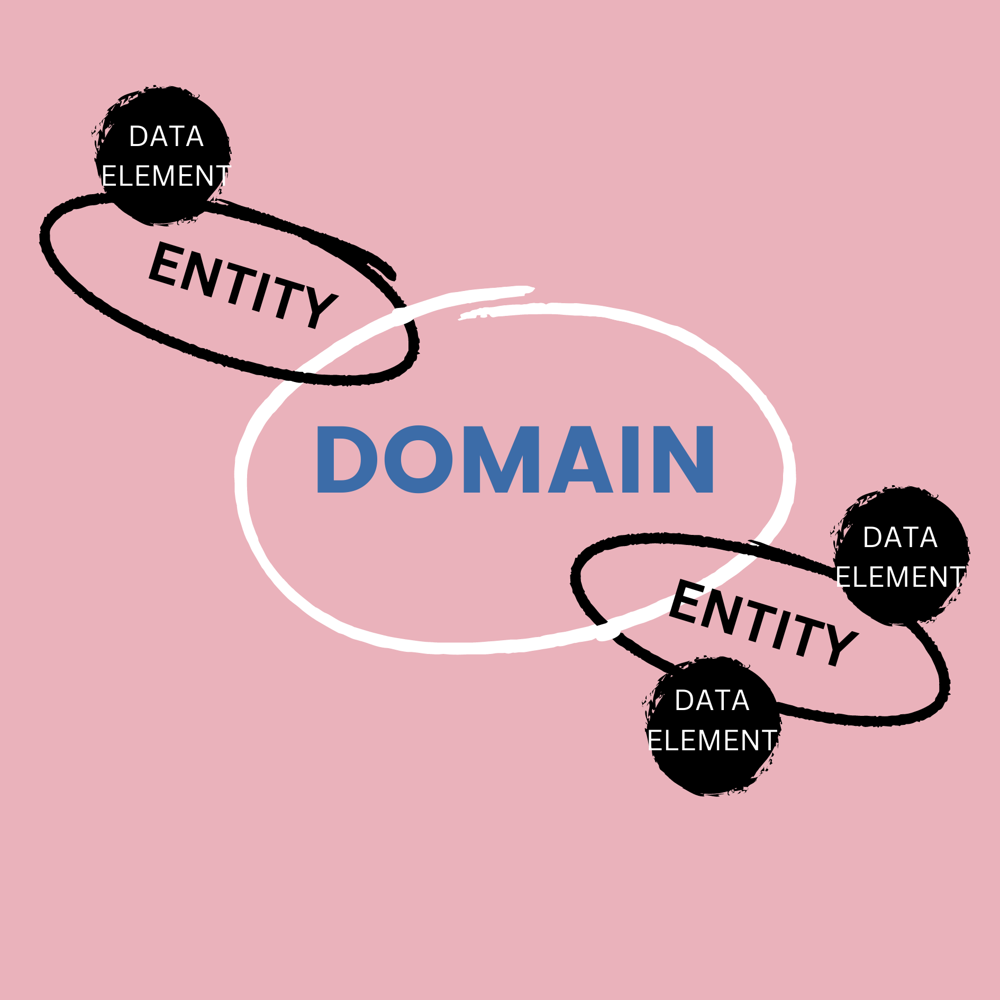 DATA
ELEMENT
ENTITY
DOMAIN
DATA
ELEMENT
ENTITY
DATA
ELEMENT